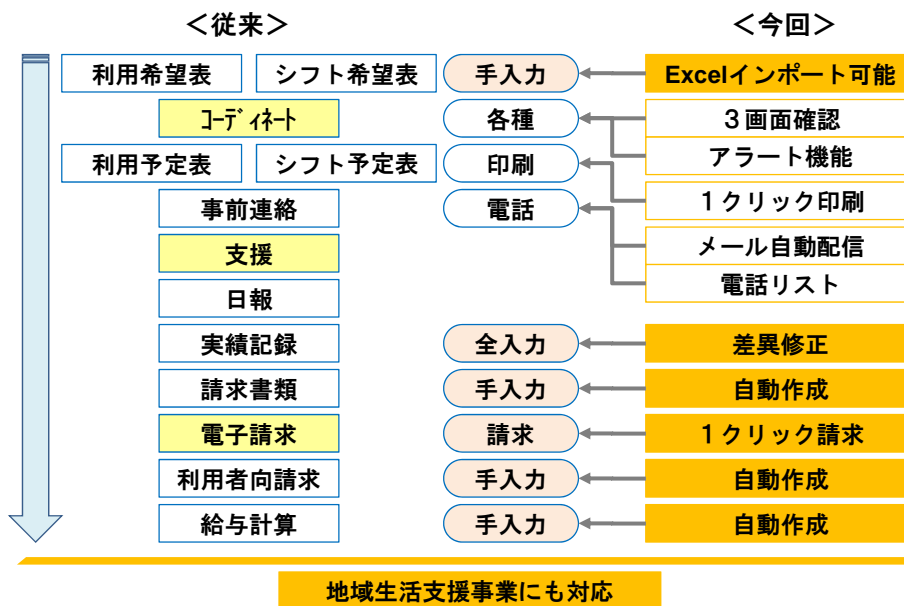 ＜従来＞ ＜今回＞
利用希望表 シフト希望表 手入力 Excelインポート可能
コーディネート 各種 ３画面確認
アラート機能
利用予定表 シフト予定表 印刷
１クリック印刷
事前連絡 電話
支援 メール自動配信
日報 電話リスト
実績記録 全入力 差異修正
請求書類 手入力 自動作成
電子請求 請求 １クリック請求
利用者向請求 手入力 自動作成
給与計算 手入力 自動作成
地域生活支援事業にも対応